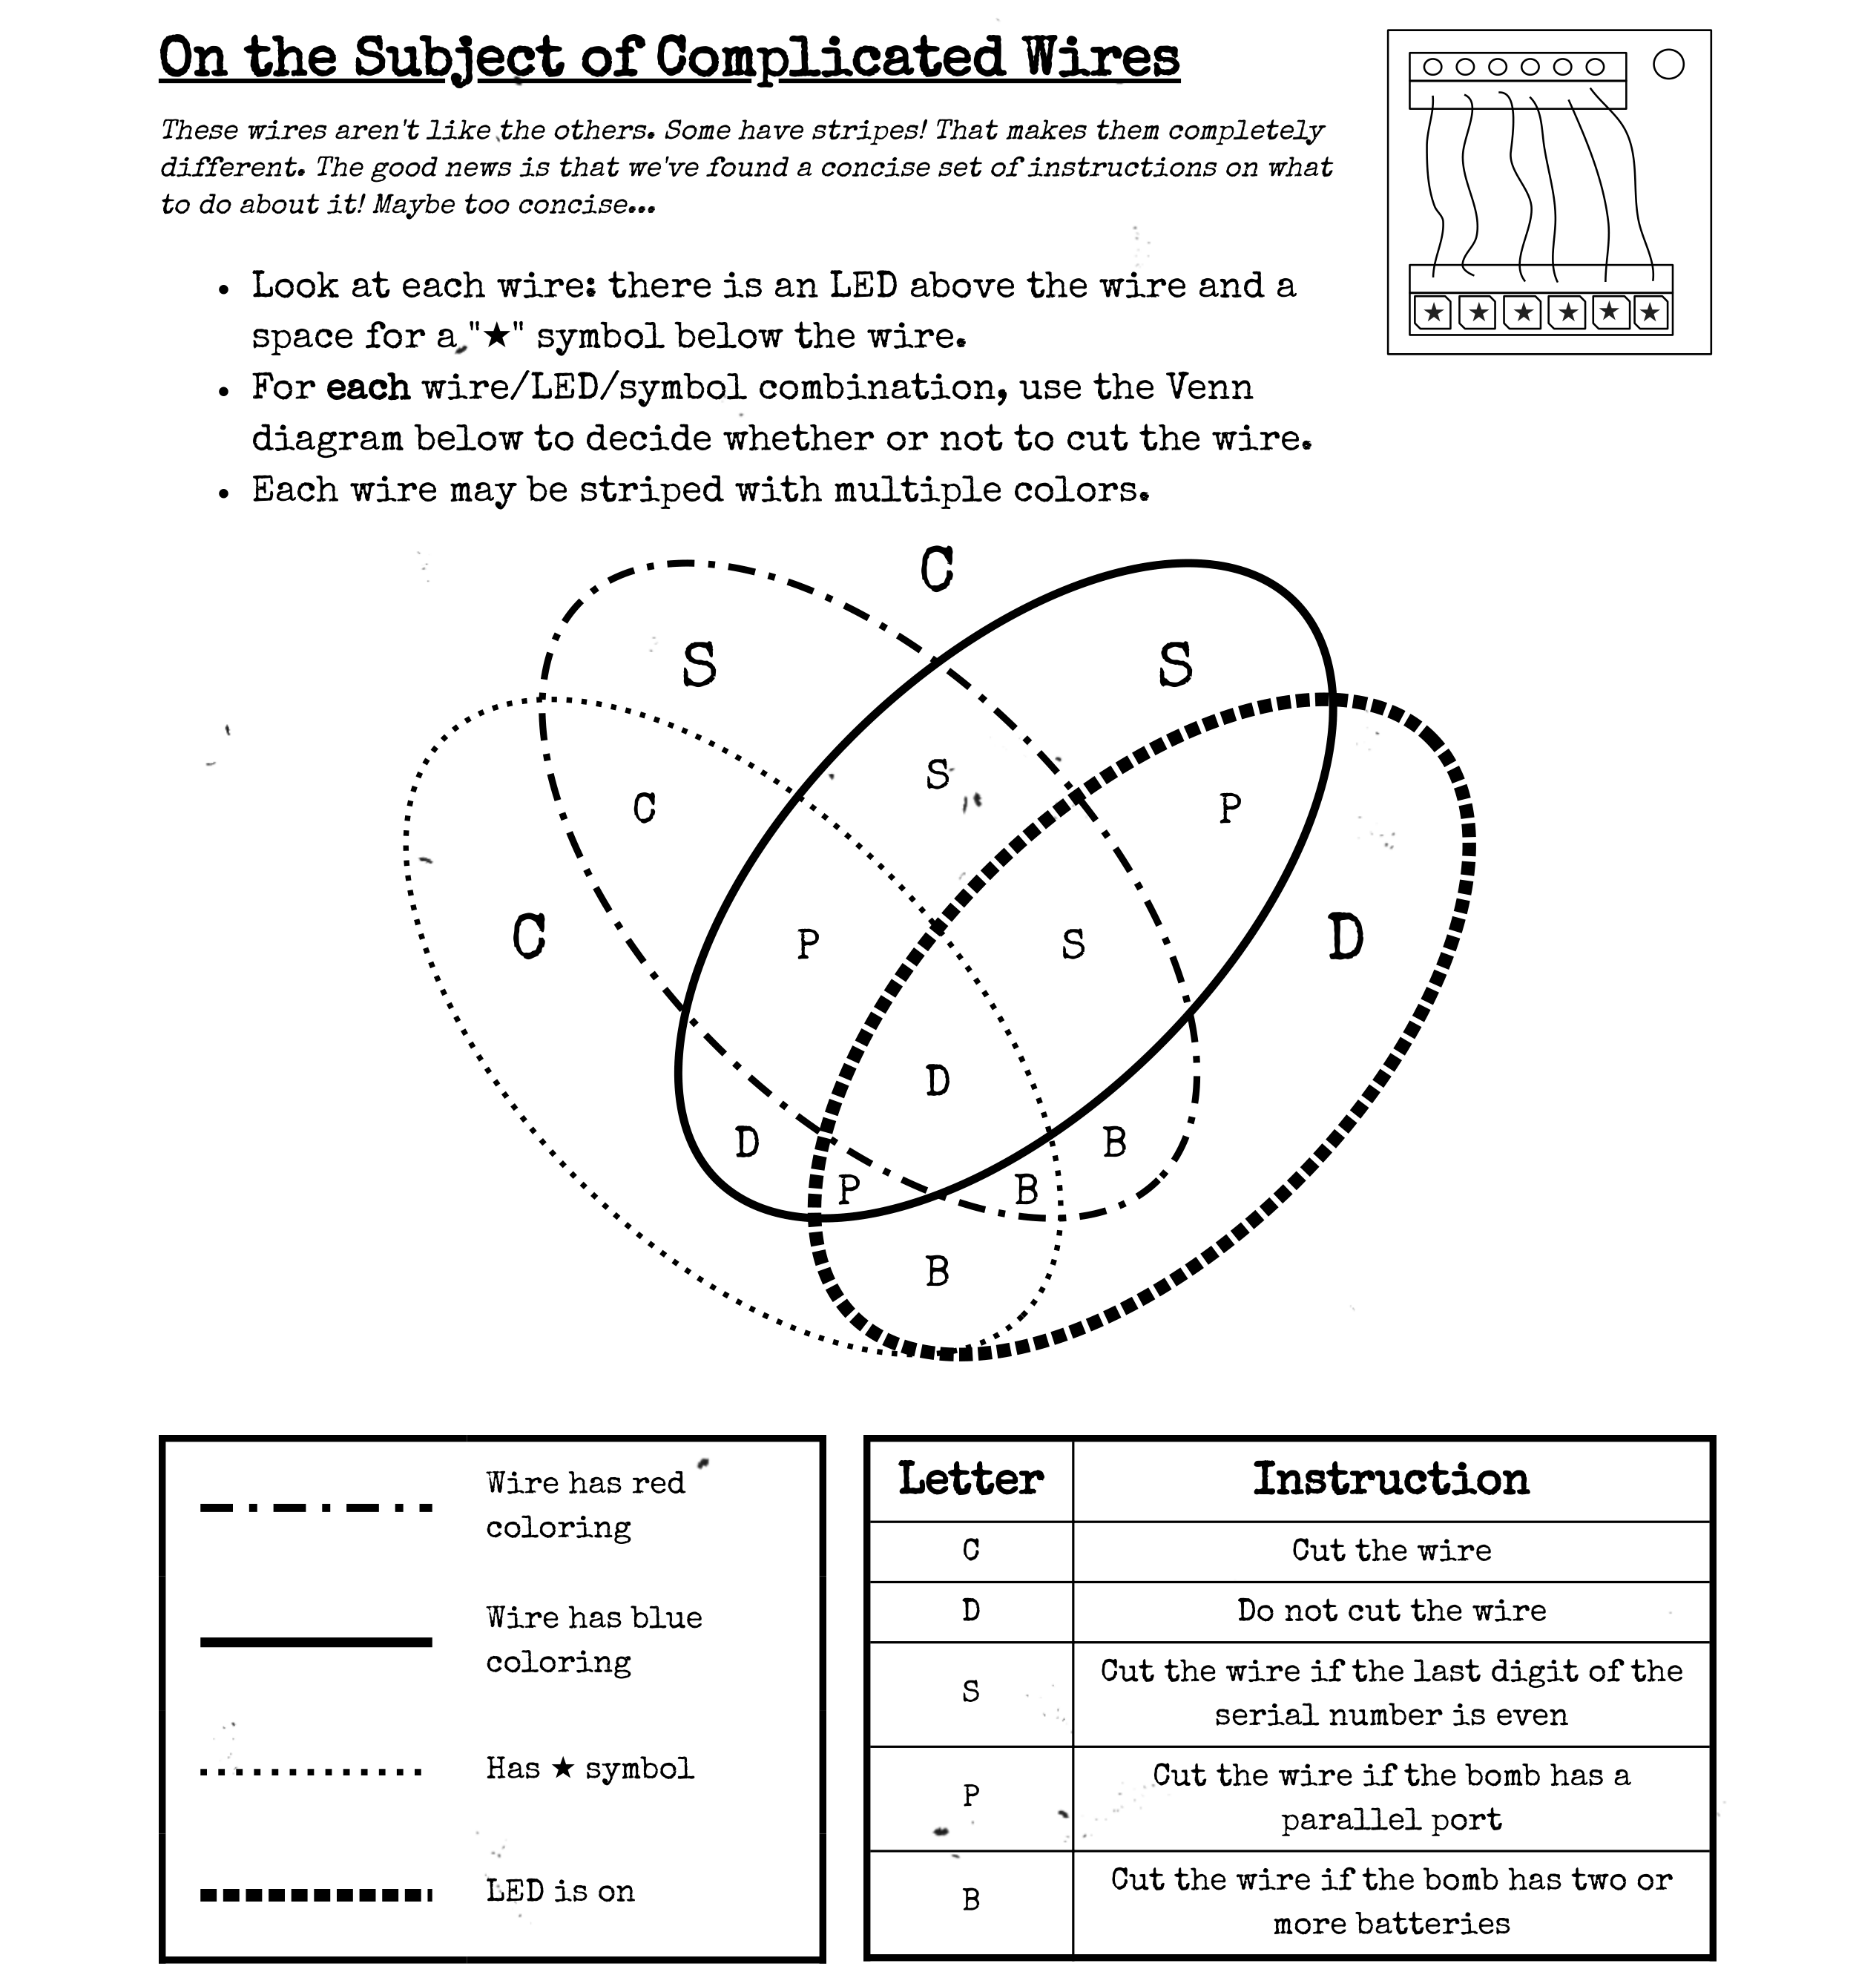 On the Subject of Complicated Wires
These wires aren't like the others. Some have stripes! That makes them completely
different. The good news is that we've found a concise set of instructions on what
to do about it! Maybe too concise...
• Look at each wire: there is an LED above the wire and a
space for a "★" symbol below the wire.
• For each wire/LED/symbol combination, use the Venn
diagram below to decide whether or not to cut the wire.
• Each wire may be striped with multiple colors.
★ ★ ★ ★ ★ ★
C
S S
S
C P
C P S D
D
D B
P B
B
Wire has red
coloring
Wire has blue
coloring
Has ★ symbol
LED is on
Letter Instruction
C Cut the wire
D Do not cut the wire
S Cut the wire if the last digit of the
serial number is even
P Cut the wire if the bomb has a
parallel port
B Cut the wire if the bomb has two or
more batteries